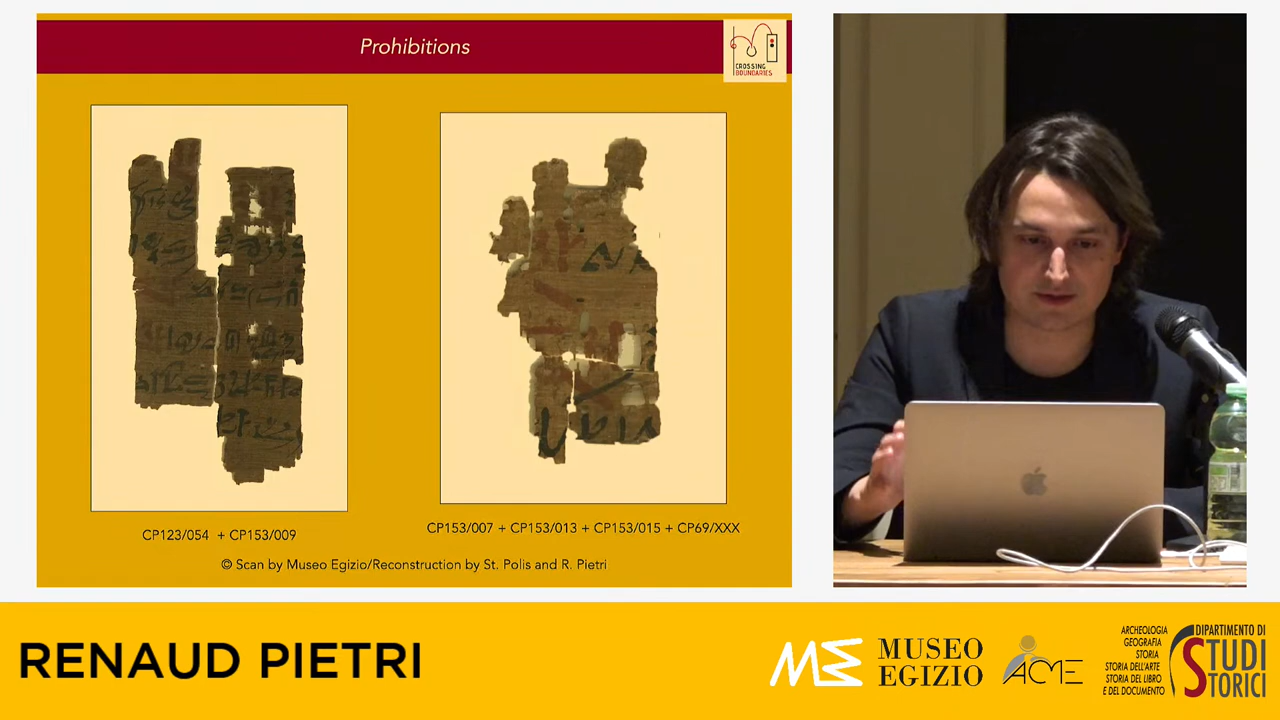 Prohibitions
CROSSING
BOUNDARIES
CP123/054 + CP153/009
CP153/007 + CP153/013 + CP153/015 + CP69/XXX
© Scan by Museo Egizio/Reconstruction by St. Polis and R. Pietri
RENAUD PIETRI
ME
MUSEO
EGIZIO
ACME
ARCHEOLOGIA
GEOGRAFIA
STORIA
STORIA DELL'ARTE
STORIA DEL LIBRO
E DEL DOCUMENTO
DIPARTIMENTO DI
STUDI
STORICI